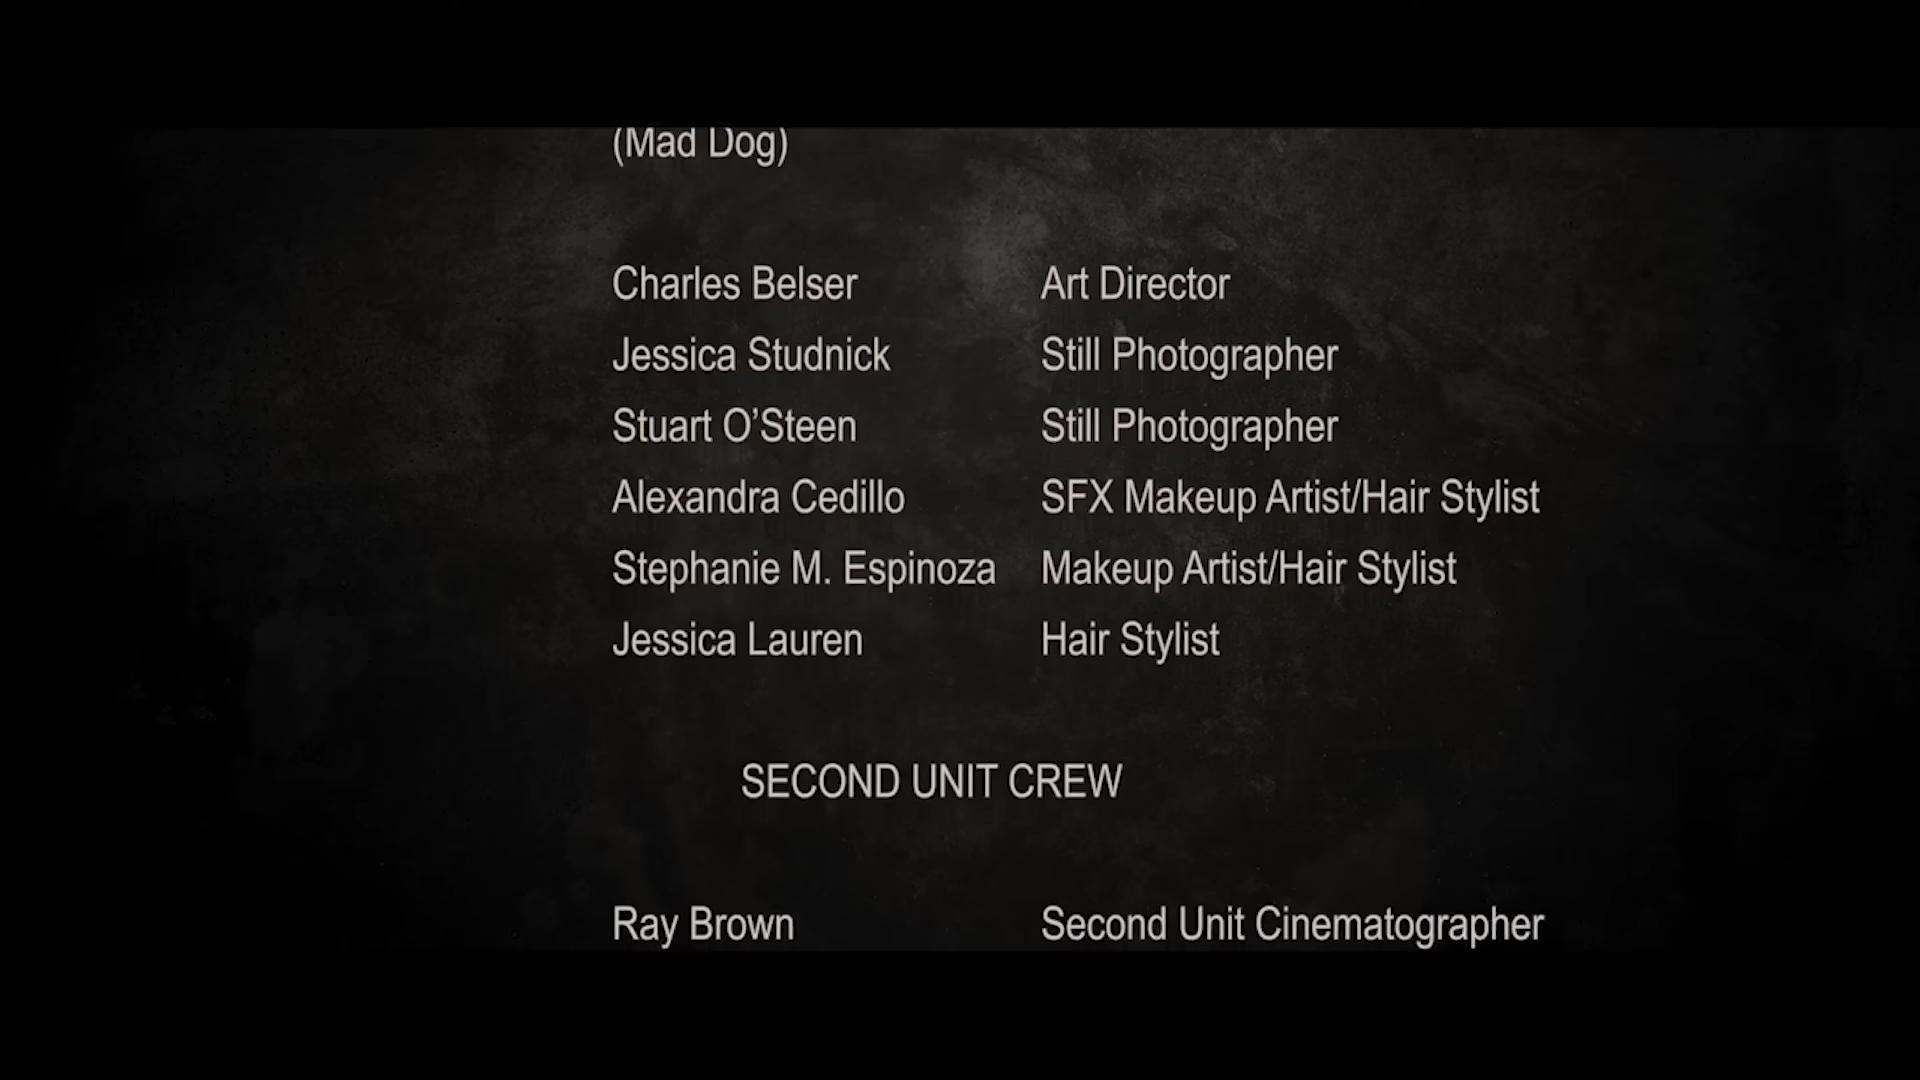 (Mad Dog)
Charles Belser Art Director
Jessica Studnick Still Photographer
Stuart O’Steen Still Photographer
Alexandra Cedillo SFX Makeup Artist/Hair Stylist
Stephanie M. Espinoza Makeup Artist/Hair Stylist
Jessica Lauren Hair Stylist
SECOND UNIT CREW
Ray Brown Second Unit Cinematographer